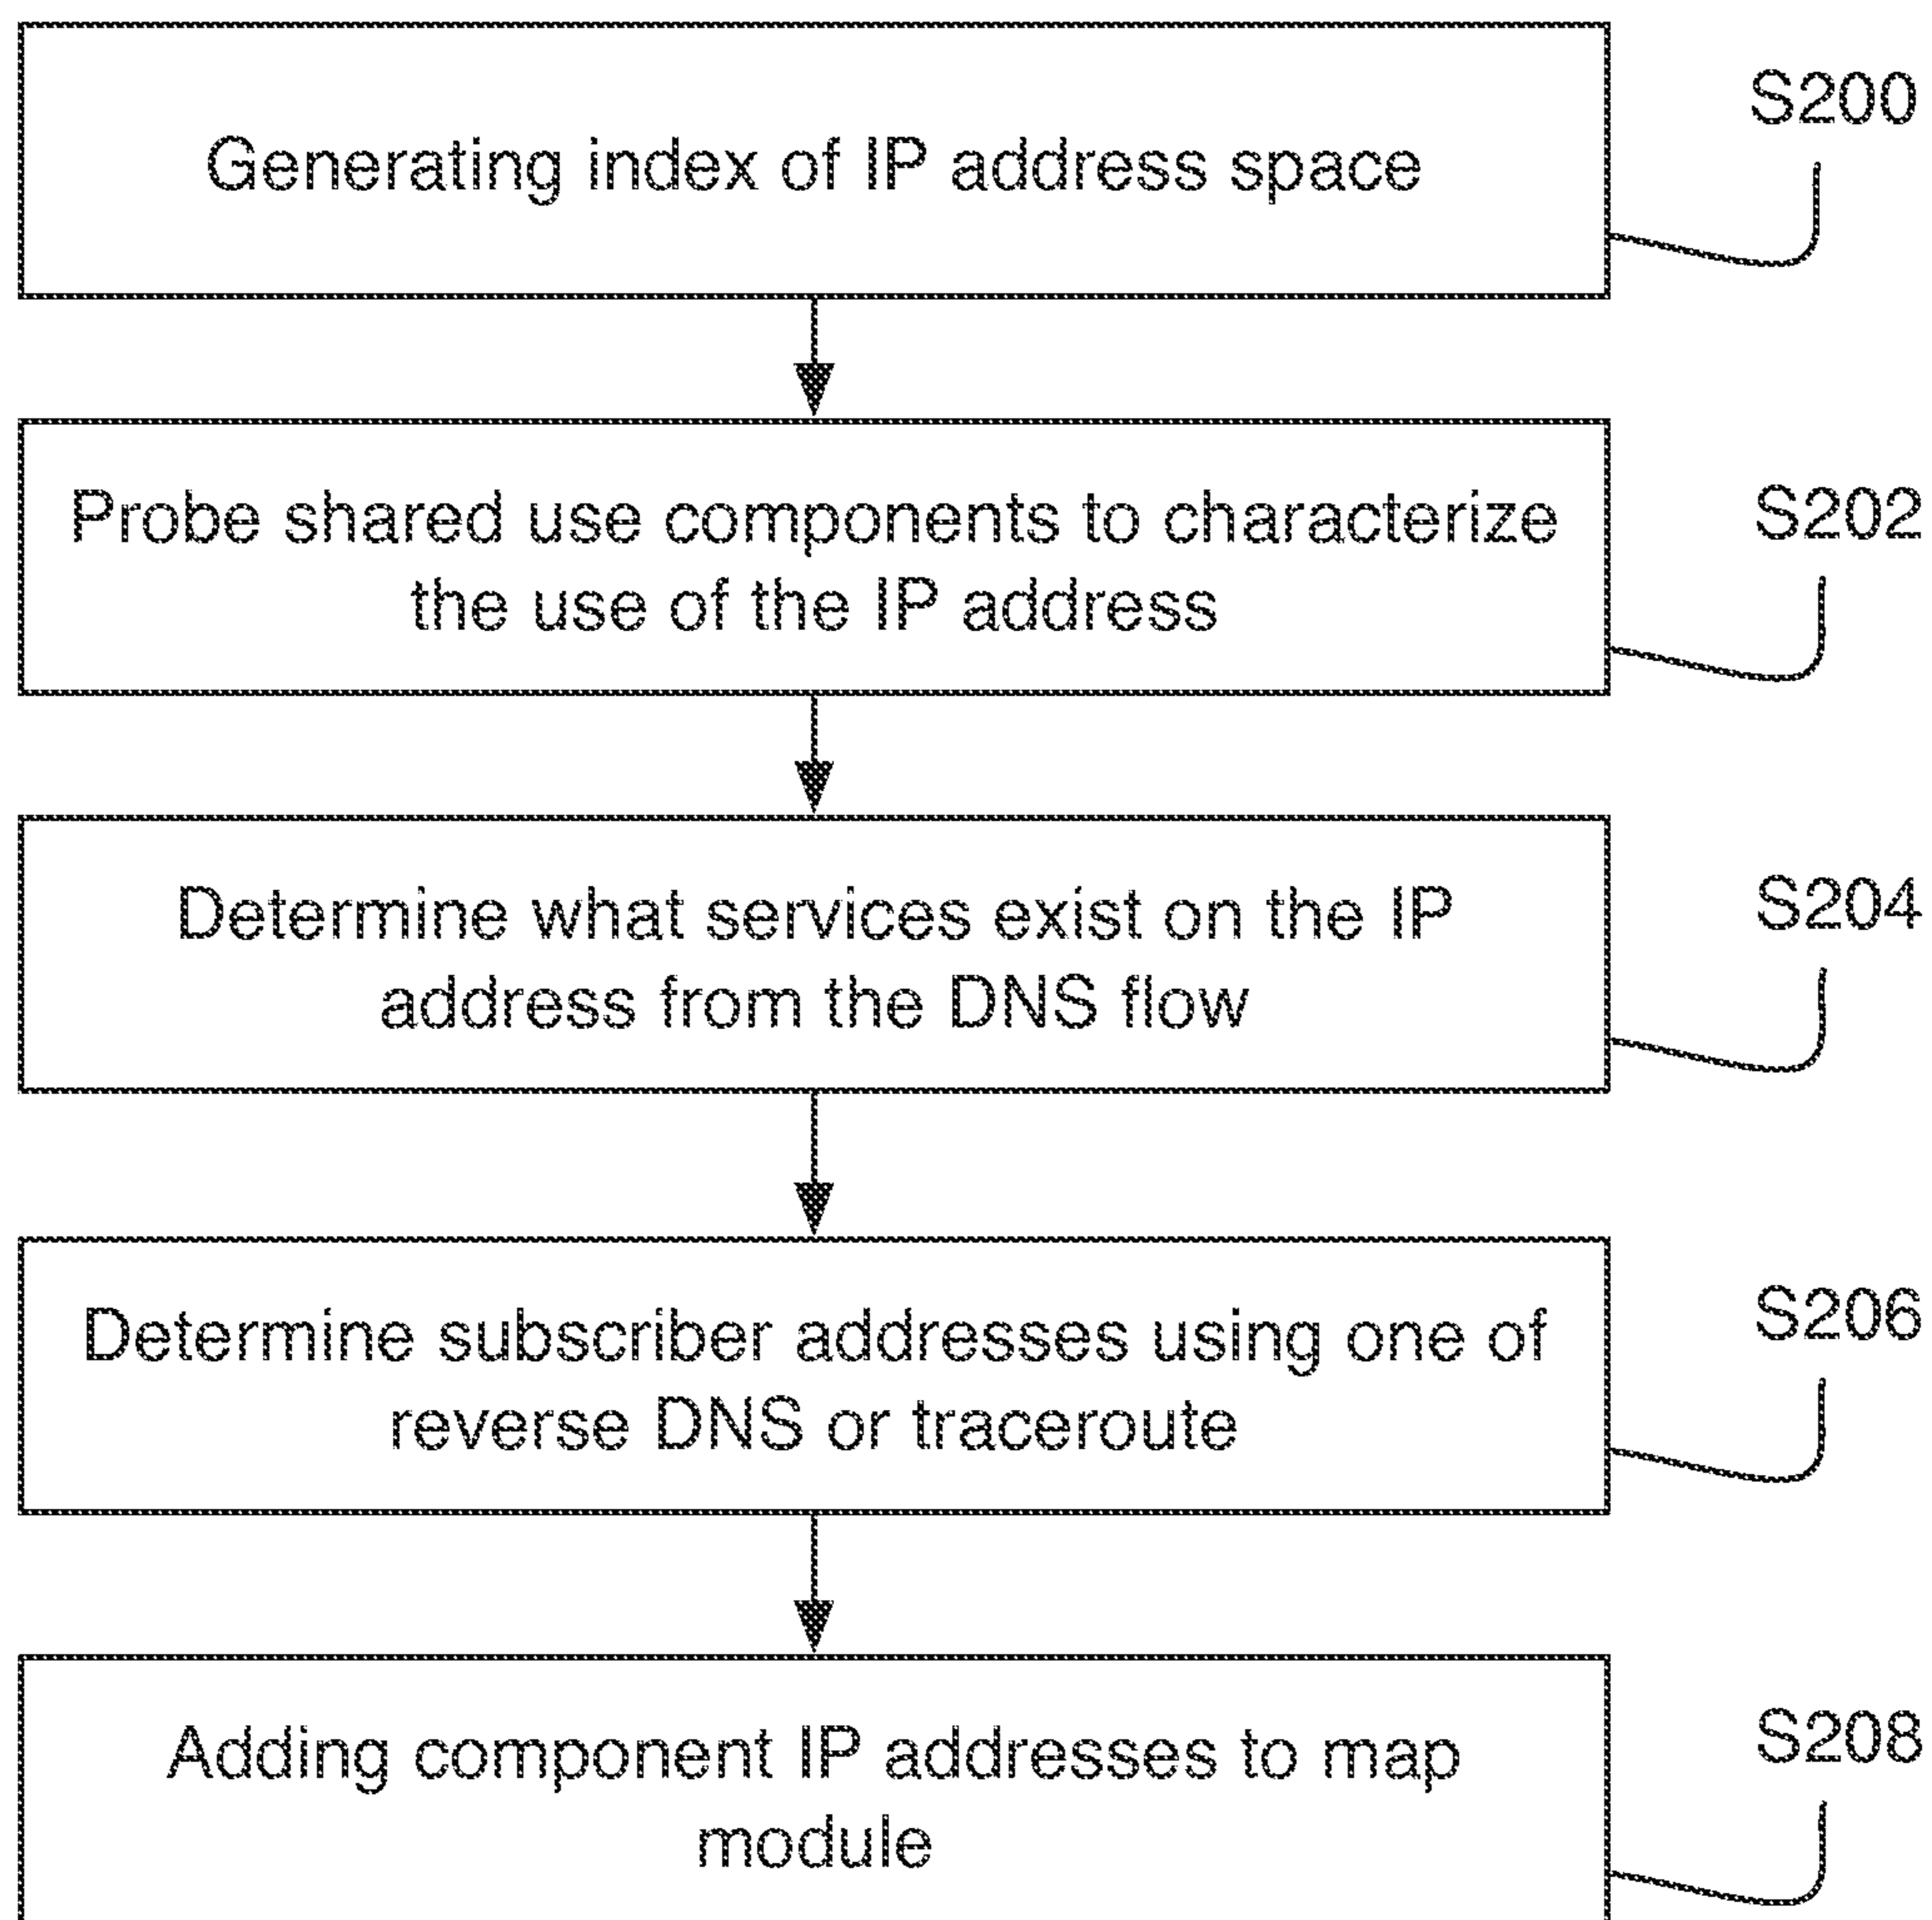 Generating index of IP address space
S200
Probe shared use components to characterize
the use of the IP address
S202
Determine what services exist on the IP
address from the DNS flow
S204
Determine subscriber addresses using one of
reverse DNS or traceroute
S206
Adding component IP addresses to map
module
S208